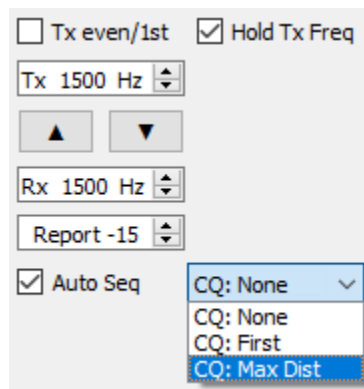 Tx even/1st Hold Tx Freq
Tx 1500 Hz
▲ ▼
Rx 1500 Hz
Report -15
Auto Seq CQ: None
CQ: None
CQ: First
CQ: Max Dist